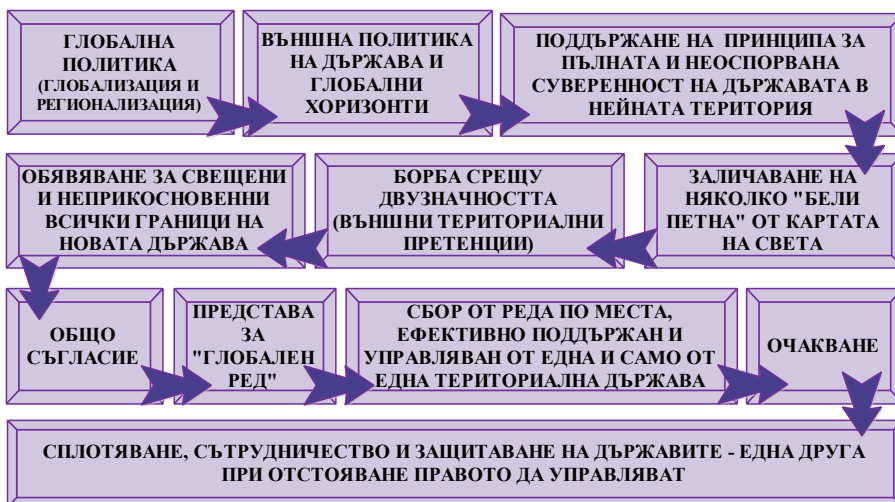 ГЛОБАЛНА
ПОЛИТИКА
(ГЛОБАЛИЗАЦИЯ И
РЕГИОНАЛИЗАЦИЯ)
ВЪНШНА ПОЛИТИКА
НА ДЪРЖАВА И
ГЛОБАЛНИ
ХОРИЗОНТИ
ПОДДЪРЖАНЕ НА ПРИНЦИПА ЗА
ПЪЛНАТА И НЕОСПОРВАНА
СУВЕРЕННОСТ НА ДЪРЖАВАТА В
НЕЙНАТА ТЕРИТОРИЯ
ЗАЛИЧАВАНЕ НА
НЯКОЛКО "БЕЛИ
ПЕТНА" ОТ КАРТАТА
НА СВЕТА
БОРБА СРЕЩУ
ДВУЗНАЧНОСТТА
(ВЪНШНИ ТЕРИТОРИАЛНИ
ПРЕТЕНЦИИ)
ОБЯВЯВАНЕ ЗА СВЕЩЕНИ
И НЕПРИКОСНОВЕННИ
ВСИЧКИ ГРАНИЦИ НА
НОВАТА ДЪРЖАВА
ОБЩО
СЪГЛАСИЕ
ПРЕДСТАВА
ЗА
"ГЛОБАЛЕН
РЕД"
СБОР ОТ РЕДА ПО МЕСТА,
ЕФЕКТИВНО ПОДДЪРЖАН И
УПРАВЛЯВАН ОТ ЕДНА И САМО ОТ
ЕДНА ТЕРИТОРИАЛНА ДЪРЖАВА
ОЧАКВАНЕ
СПЛОТЯВАНЕ, СЪТРУДНИЧЕСТВО И ЗАЩИТАВАНЕ НА ДЪРЖАВИТЕ - ЕДНА ДРУГА
ПРИ ОТСТОЯВАНЕ ПРАВОТО ДА УПРАВЛЯВАТ